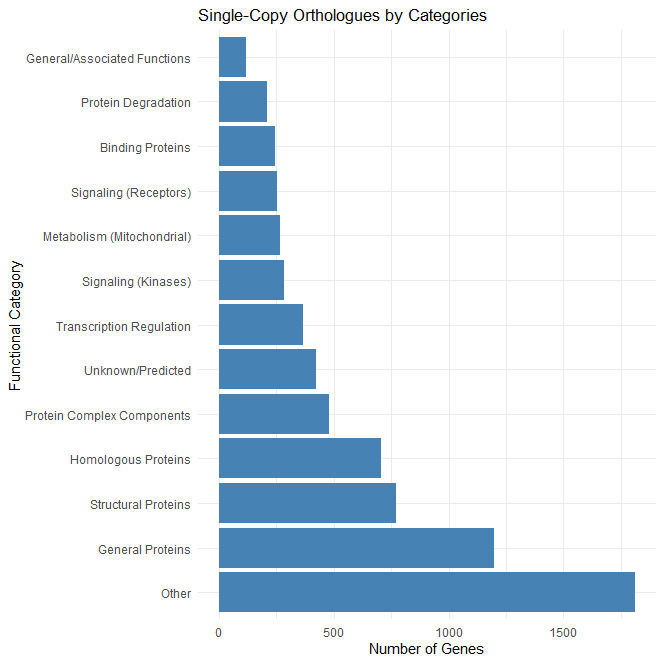 Single-Copy Orthologues by Categories
Functional Category
General/Associated Functions
Protein Degradation
Binding Proteins
Signaling (Receptors)
Metabolism (Mitochondrial)
Signaling (Kinases)
Transcription Regulation
Unknown/Predicted
Protein Complex Components
Homologous Proteins
Structural Proteins
General Proteins
Other
0 500 1000 1500
Number of Genes